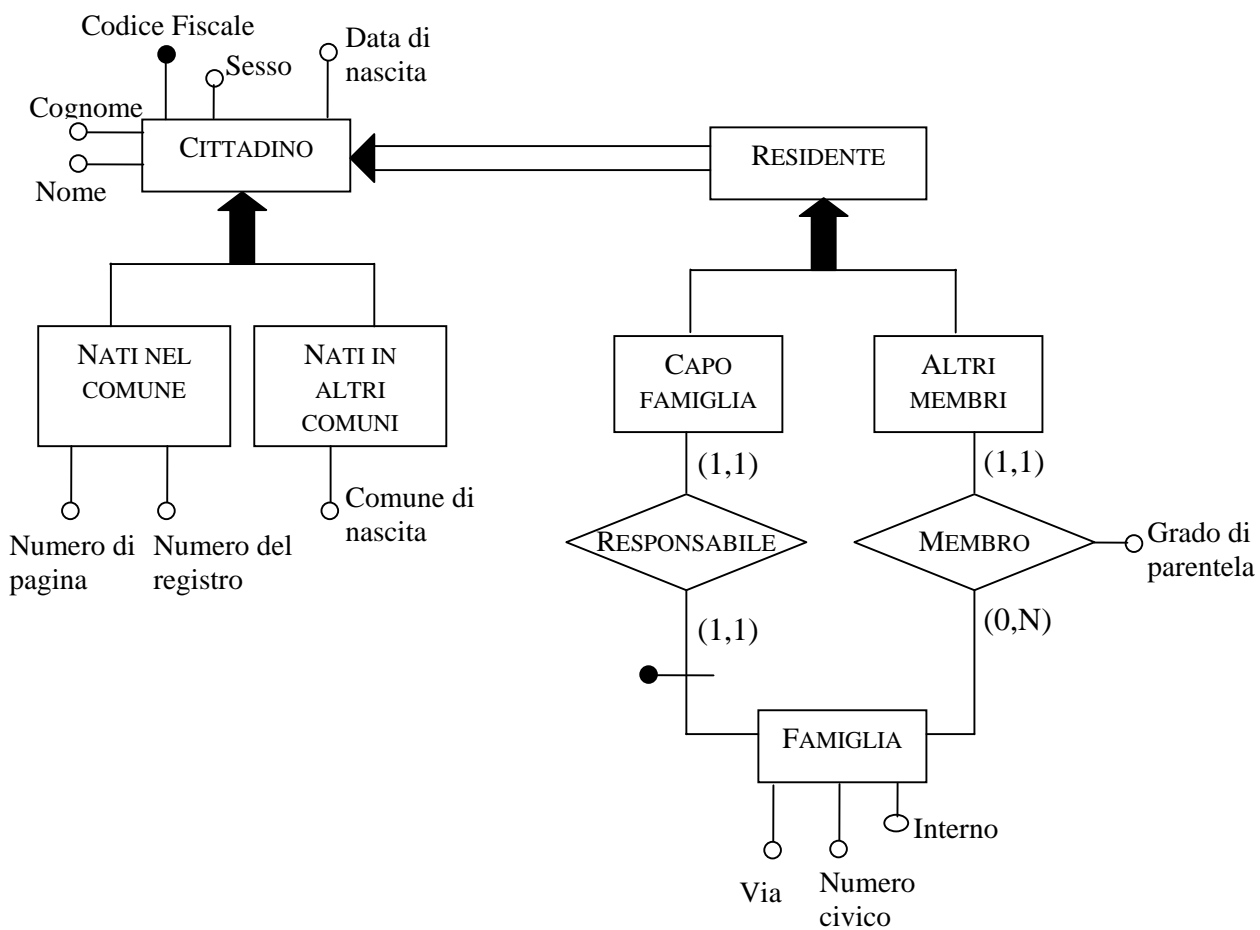 Codice Fiscale
Sesso
Data di
nascita
Cognome
Nome
CITTADINO
RESIDENTE
NATI NEL
COMUNE
NATI IN
ALTRI
COMUNI
CAPO
FAMIGLIA
ALTRI
MEMBRI
(1,1)
(1,1)
Numero di
pagina
Numero del
registro
Comune di
nascita
RESPONSABILE
MEMBRO
Grado di
parentela
(1,1)
(0,N)
FAMIGLIA
Interno
Via
Numero
civico